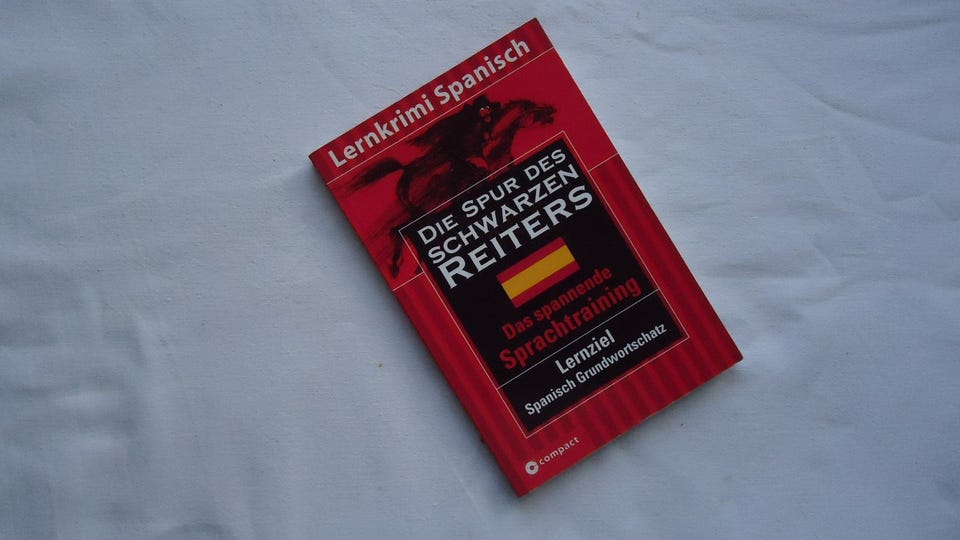 Lernkrimi Spanisch
DIE SPUR DES
SCHWARZEN
REITERS
Das spannende
Sprachtraining
Lernziel
Spanisch Grundwortschatz
compact